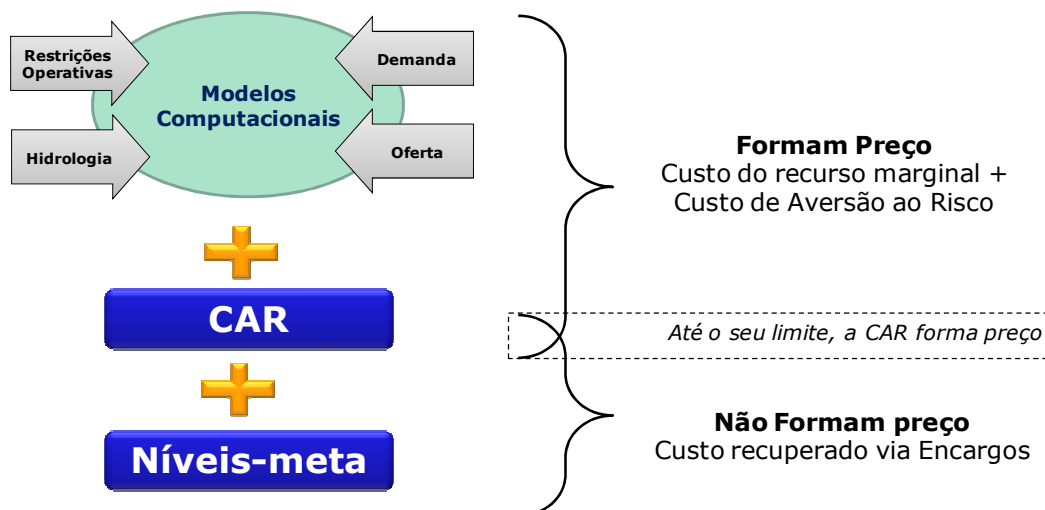 Restrições
Operativas
Demanda
Modelos
Computacionais
Hidrologia
Oferta
Formam Preço
Custo do recurso marginal +
Custo de Aversão ao Risco
CAR
Até o seu limite, a CAR forma preço
Níveis-meta
Não Formam preço
Custo recuperado via Encargos